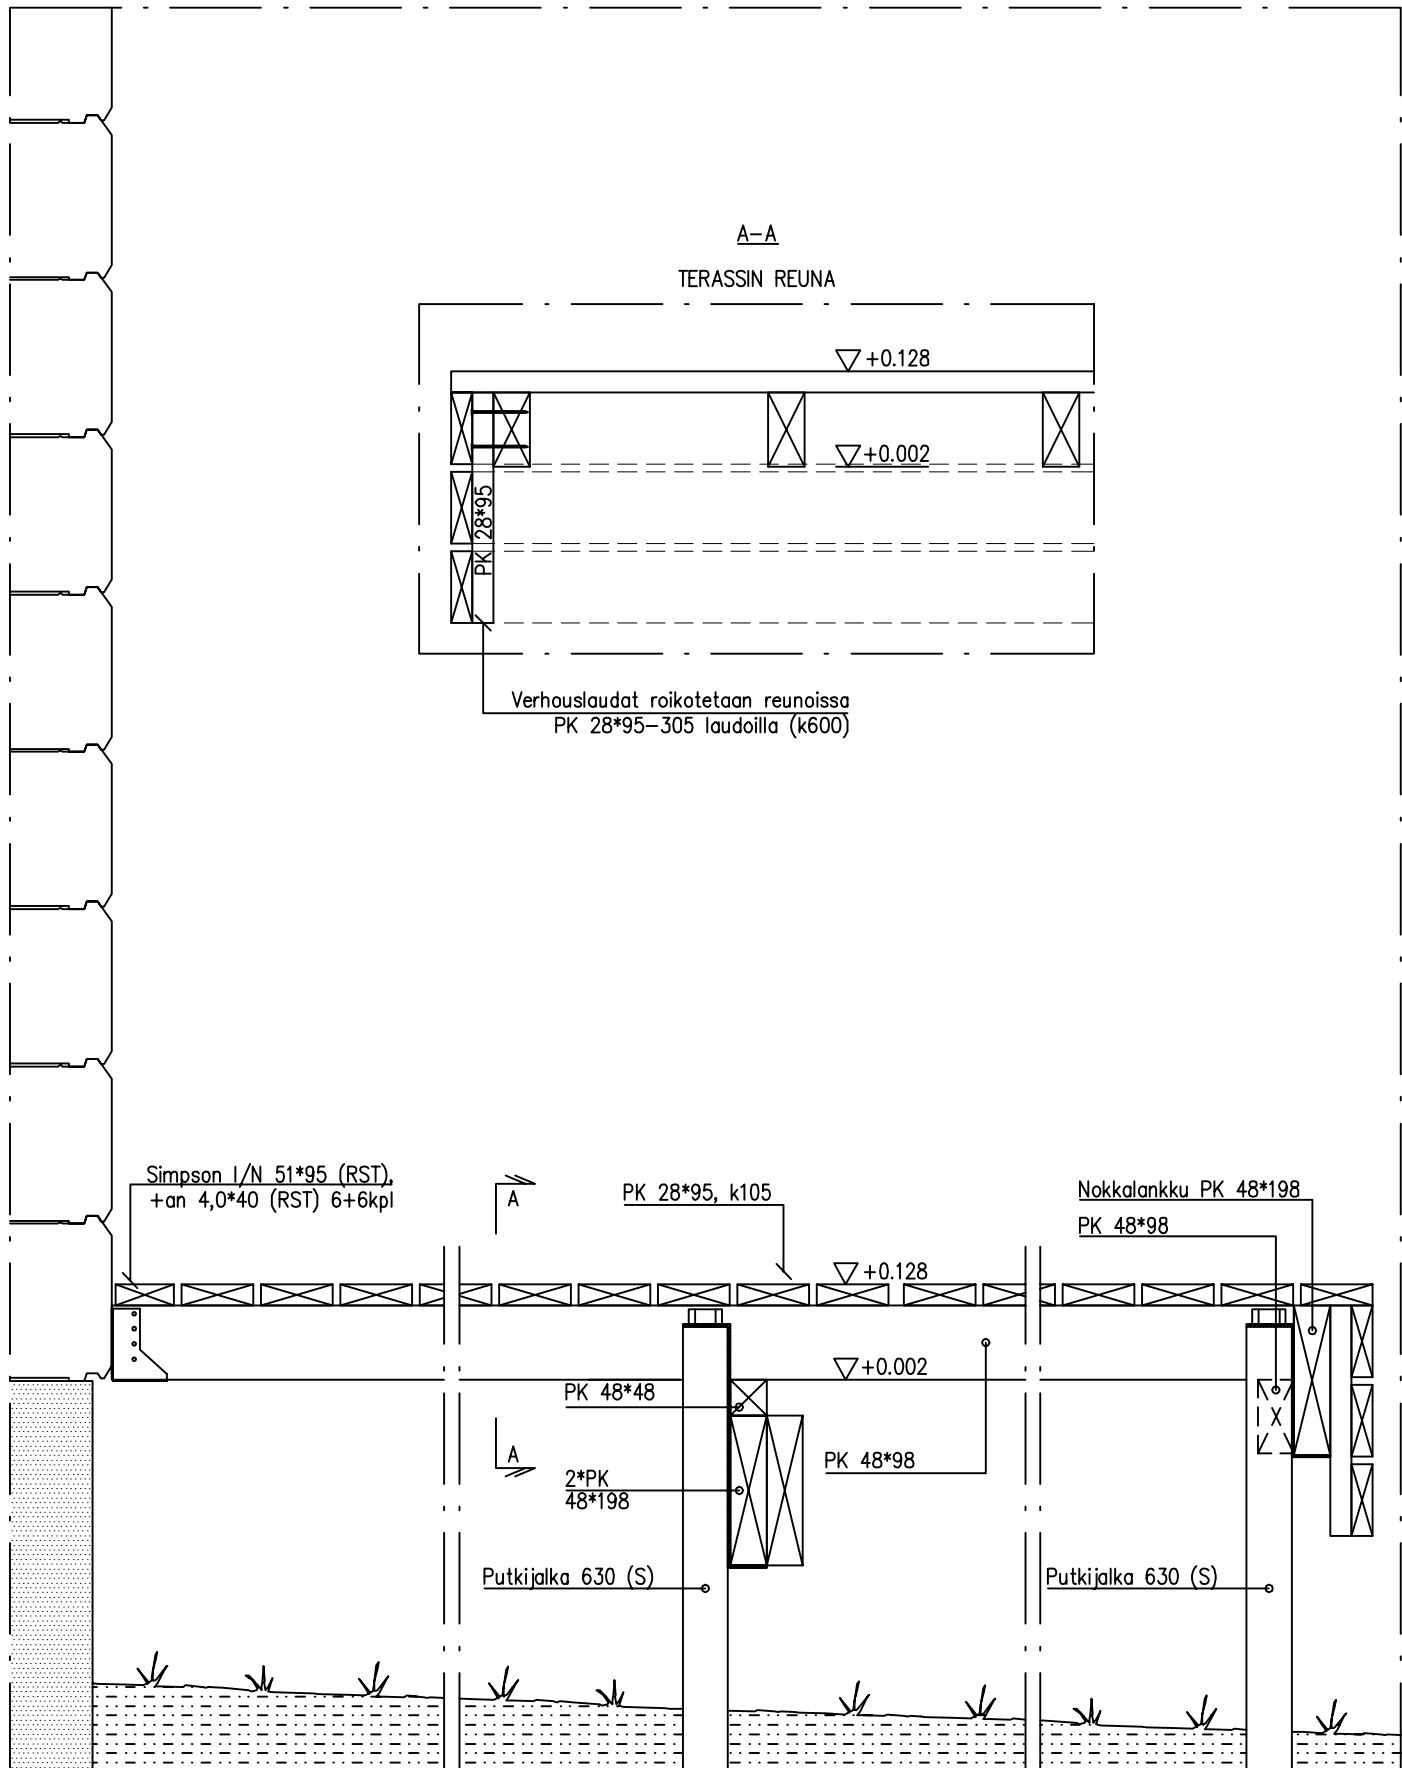 A-A
TERASSIN REUNA
+0.128
+0.002
PK 28*95
Verhouslaudat roikotetaan reunoissa
PK 28*95-305 laudoilla (k600)
Simpson I/N 51*95 (RST),
+an 4,0*40 (RST) 6+6kpl
A
PK 28*95, k105
Nokkalankku PK 48*198
PK 48*98
+0.128
+0.002
PK 48*48
A
PK 48*98
2*PK
48*198
Putkijalka 630 (S)
Putkijalka 630 (S)